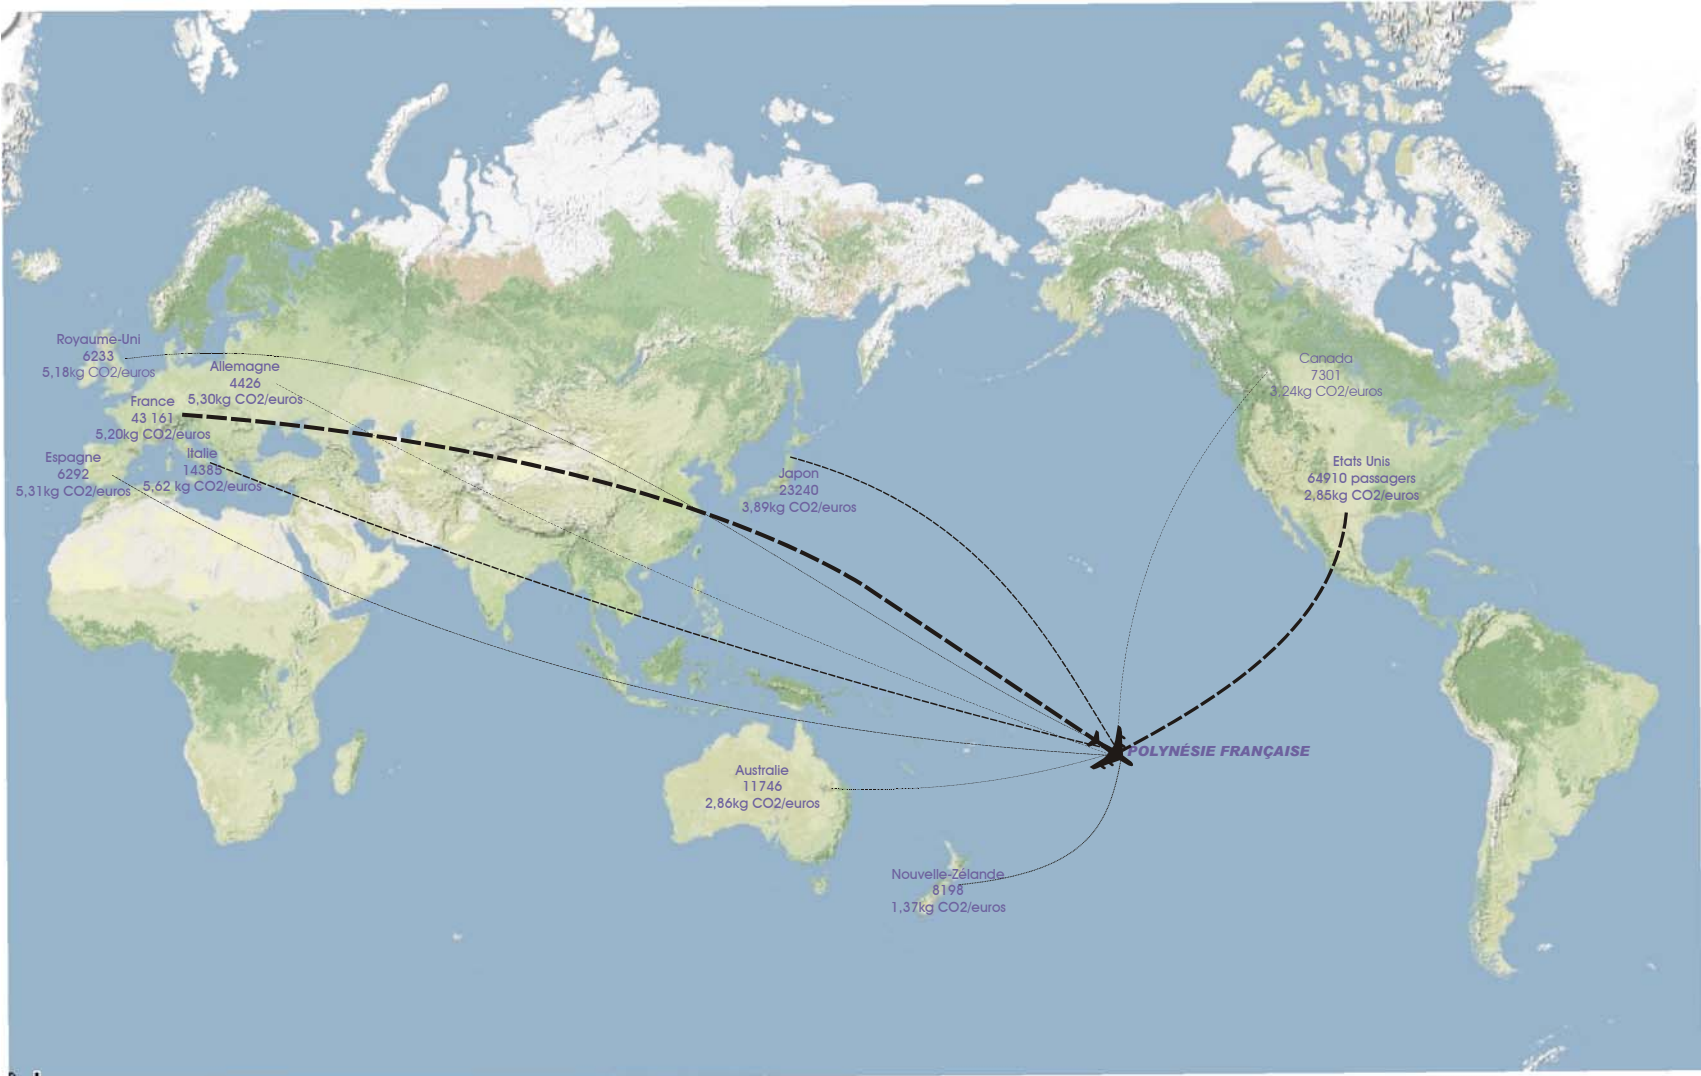 Royaume-Uni
6233
5,18kg CO2/euros
Allemagne
4426
5,30kg CO2/euros
France
43 161
5,20kg CO2/euros
Espagne
6292
5,31kg CO2/euros
Italie
14385
5,62 kg CO2/euros
Japon
23240
3,89kg CO2/euros
Canada
7301
3,24kg CO2/euros
Etats Unis
64910 passagers
2,85kg CO2/euros
POLYNÉSIE FRANÇAISE
Australie
11746
2,86kg CO2/euros
Nouvelle-Zélande
8198
1,37kg CO2/euros